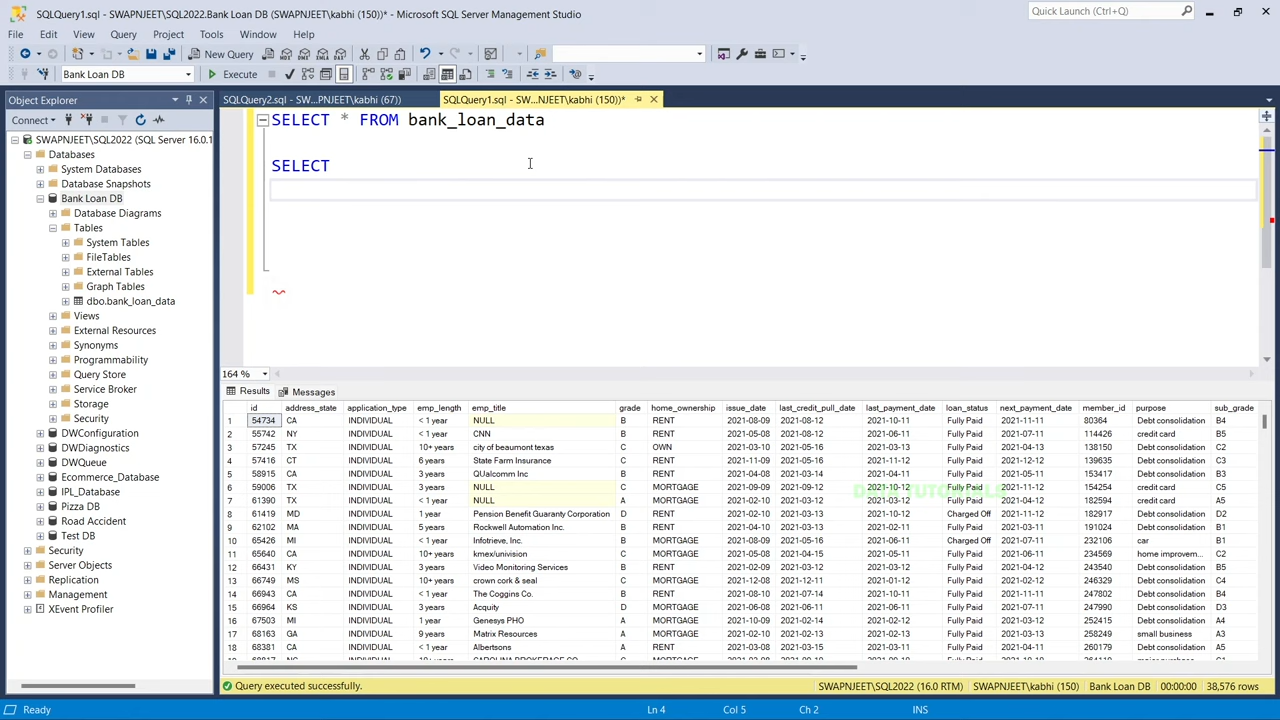 SQLQuery1.sql - SWAPNJEET\SQL2022.Bank Loan DB (SWAPNJEET\kabhi (150))* - Microsoft SQL Server Management Studio
Quick Launch (Ctrl+Q)
File Edit View Query Project Tools Window Help
New Query
Bank Loan DB Execute
Object Explorer
SQLQuery2.sql - SW...PNJEET\kabhi (67))
SQLQuery1.sql - SW...NJEET\kabhi (150))*
Connect
SWAPNJEET\SQL2022 (SQL Server 16.0.1
Databases
System Databases
Database Snapshots
Bank Loan DB
Database Diagrams
Tables
System Tables
FileTables
External Tables
Graph Tables
dbo.bank_loan_data
Views
External Resources
Synonyms
Programmability
Query Store
Service Broker
Storage
Security
DWConfiguration
DWDiagnostics
DWQueue
Ecommerce_Database
IPL_Database
Pizza DB
Road Accident
Test DB
Security
Server Objects
Replication
Management
XEvent Profiler
SELECT * FROM bank_loan_data
SELECT
164 %
Results Messages
id address_state application_type emp_length emp_title grade home_ownership issue_date last_credit_pull_date last_payment_date loan_status next_payment_date member_id purpose sub_grade
1 54734 CA INDIVIDUAL < 1 year NULL B RENT 2021-08-09 2021-08-12 2021-10-11 Fully Paid 2021-11-11 80364 Debt consolidation B4
2 55742 NY INDIVIDUAL < 1 year CNN B RENT 2021-05-08 2021-03-09 2021-06-11 Fully Paid 2021-07-11 114426 credit card B5
3 57245 TX INDIVIDUAL 10+ years city of beaumont texas C OWN 2021-03-10 2021-05-16 2021-03-13 Fully Paid 2021-04-13 138150 Debt consolidation C2
4 57416 CT INDIVIDUAL 6 years State Farm Insurance C RENT 2021-11-09 2021-05-16 2021-11-12 Fully Paid 2021-12-12 139635 Debt consolidation C3
5 58915 CA INDIVIDUAL 3 years QUalcomm Inc C RENT 2021-04-08 2021-03-14 2021-04-11 Fully Paid 2021-05-11 153417 Debt consolidation B3
6 59006 TX INDIVIDUAL 3 years NULL C MORTGAGE 2021-09-09 2021-09-12 2021-10-12 Fully Paid 2021-11-12 154254 credit card C5
7 61390 TX INDIVIDUAL < 1 year NULL A MORTGAGE 2021-02-10 2021-03-12 Fully Paid 2021-04-12 182594 credit card A5
DATA TUTORIALS
8 61419 MD INDIVIDUAL 1 year Pension Benefit Guaranty Corporation D RENT 2021-02-10 2021-03-13 2021-10-12 Charged Off 2021-11-12 182917 Debt consolidation D2
9 62102 MA INDIVIDUAL 5 years Rockwell Automation Inc. B RENT 2021-04-10 2021-03-13 2021-02-11 Fully Paid 2021-03-11 191024 Debt consolidation B1
10 65426 MI INDIVIDUAL < 1 year Infotrieve, Inc. B MORTGAGE 2021-02-08 2021-05-16 2021-06-11 Charged Off 2021-07-11 232106 car B1
11 65640 CA INDIVIDUAL 10+ years kmex/univision C MORTGAGE 2021-05-08 2021-04-15 2021-05-11 Fully Paid 2021-06-11 234569 home improvem... C2
12 66431 KY INDIVIDUAL 3 years Video Monitoring Services B RENT 2021-02-09 2021-03-12 2021-03-12 Fully Paid 2021-04-12 243540 Debt consolidation B5
13 66749 MS INDIVIDUAL 10+ years crown cork & seal C MORTGAGE 2021-12-08 2021-12-11 2021-01-12 Fully Paid 2021-02-12 246329 Debt consolidation C4
14 66943 CA INDIVIDUAL < 1 year The Coggins Co. B RENT 2021-08-10 2021-07-14 2021-10-11 Fully Paid 2021-11-11 247802 Debt consolidation B4
15 66964 KS INDIVIDUAL 3 years Acquity D MORTGAGE 2021-06-08 2021-06-11 2021-06-11 Fully Paid 2021-07-11 247990 Debt consolidation D3
16 67503 MI INDIVIDUAL 1 year Genesys PHO A MORTGAGE 2021-10-09 2021-02-14 2021-02-12 Fully Paid 2021-03-12 252415 Debt consolidation A4
17 68163 GA INDIVIDUAL 9 years Matrix Resources A MORTGAGE 2021-02-10 2021-02-13 2021-02-13 Fully Paid 2021-03-13 258249 small business A3
18 68381 CA INDIVIDUAL < 1 year Albertsons A RENT 2021-03-10 2021-05-16 2021-03-11 Fully Paid 2021-04-11 260179 Debt consolidation A5
Query executed successfully. SWAPNJEET\SQL2022 (16.0 RTM) SWAPNJEET\kabhi (150) Bank Loan DB 00:00:00 38,576 rows
Ready Ln 4 Col 5 Ch 2 INS